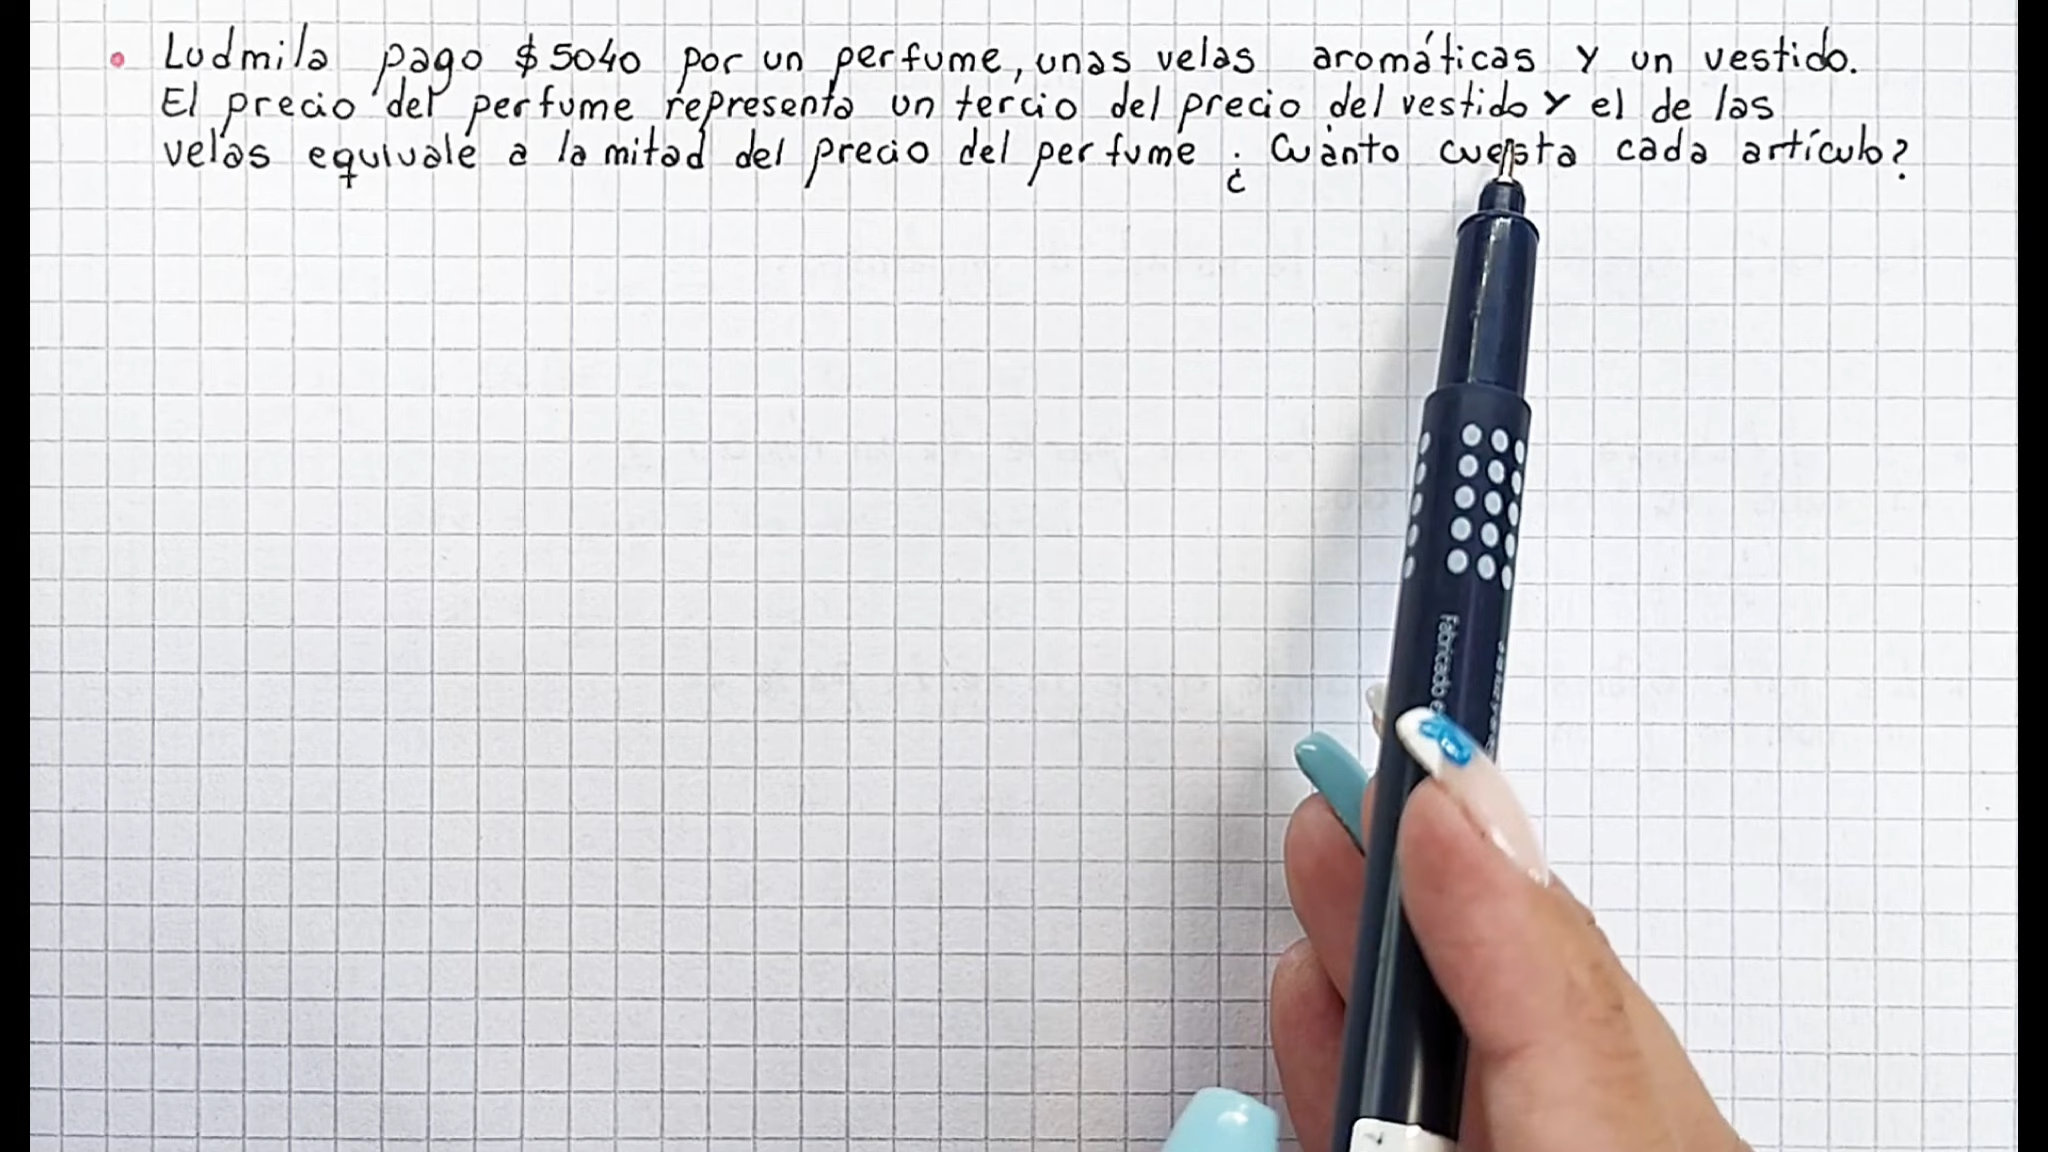 Ludmila pago $5040 por un perfume, unas velas aromáticas y un vestido.
El precio del perfume representa un tercio del precio del vestido y el de las
velas equivale a la mitad del precio del perfume ¿Cuánto cuesta cada artículo?
Fabricado